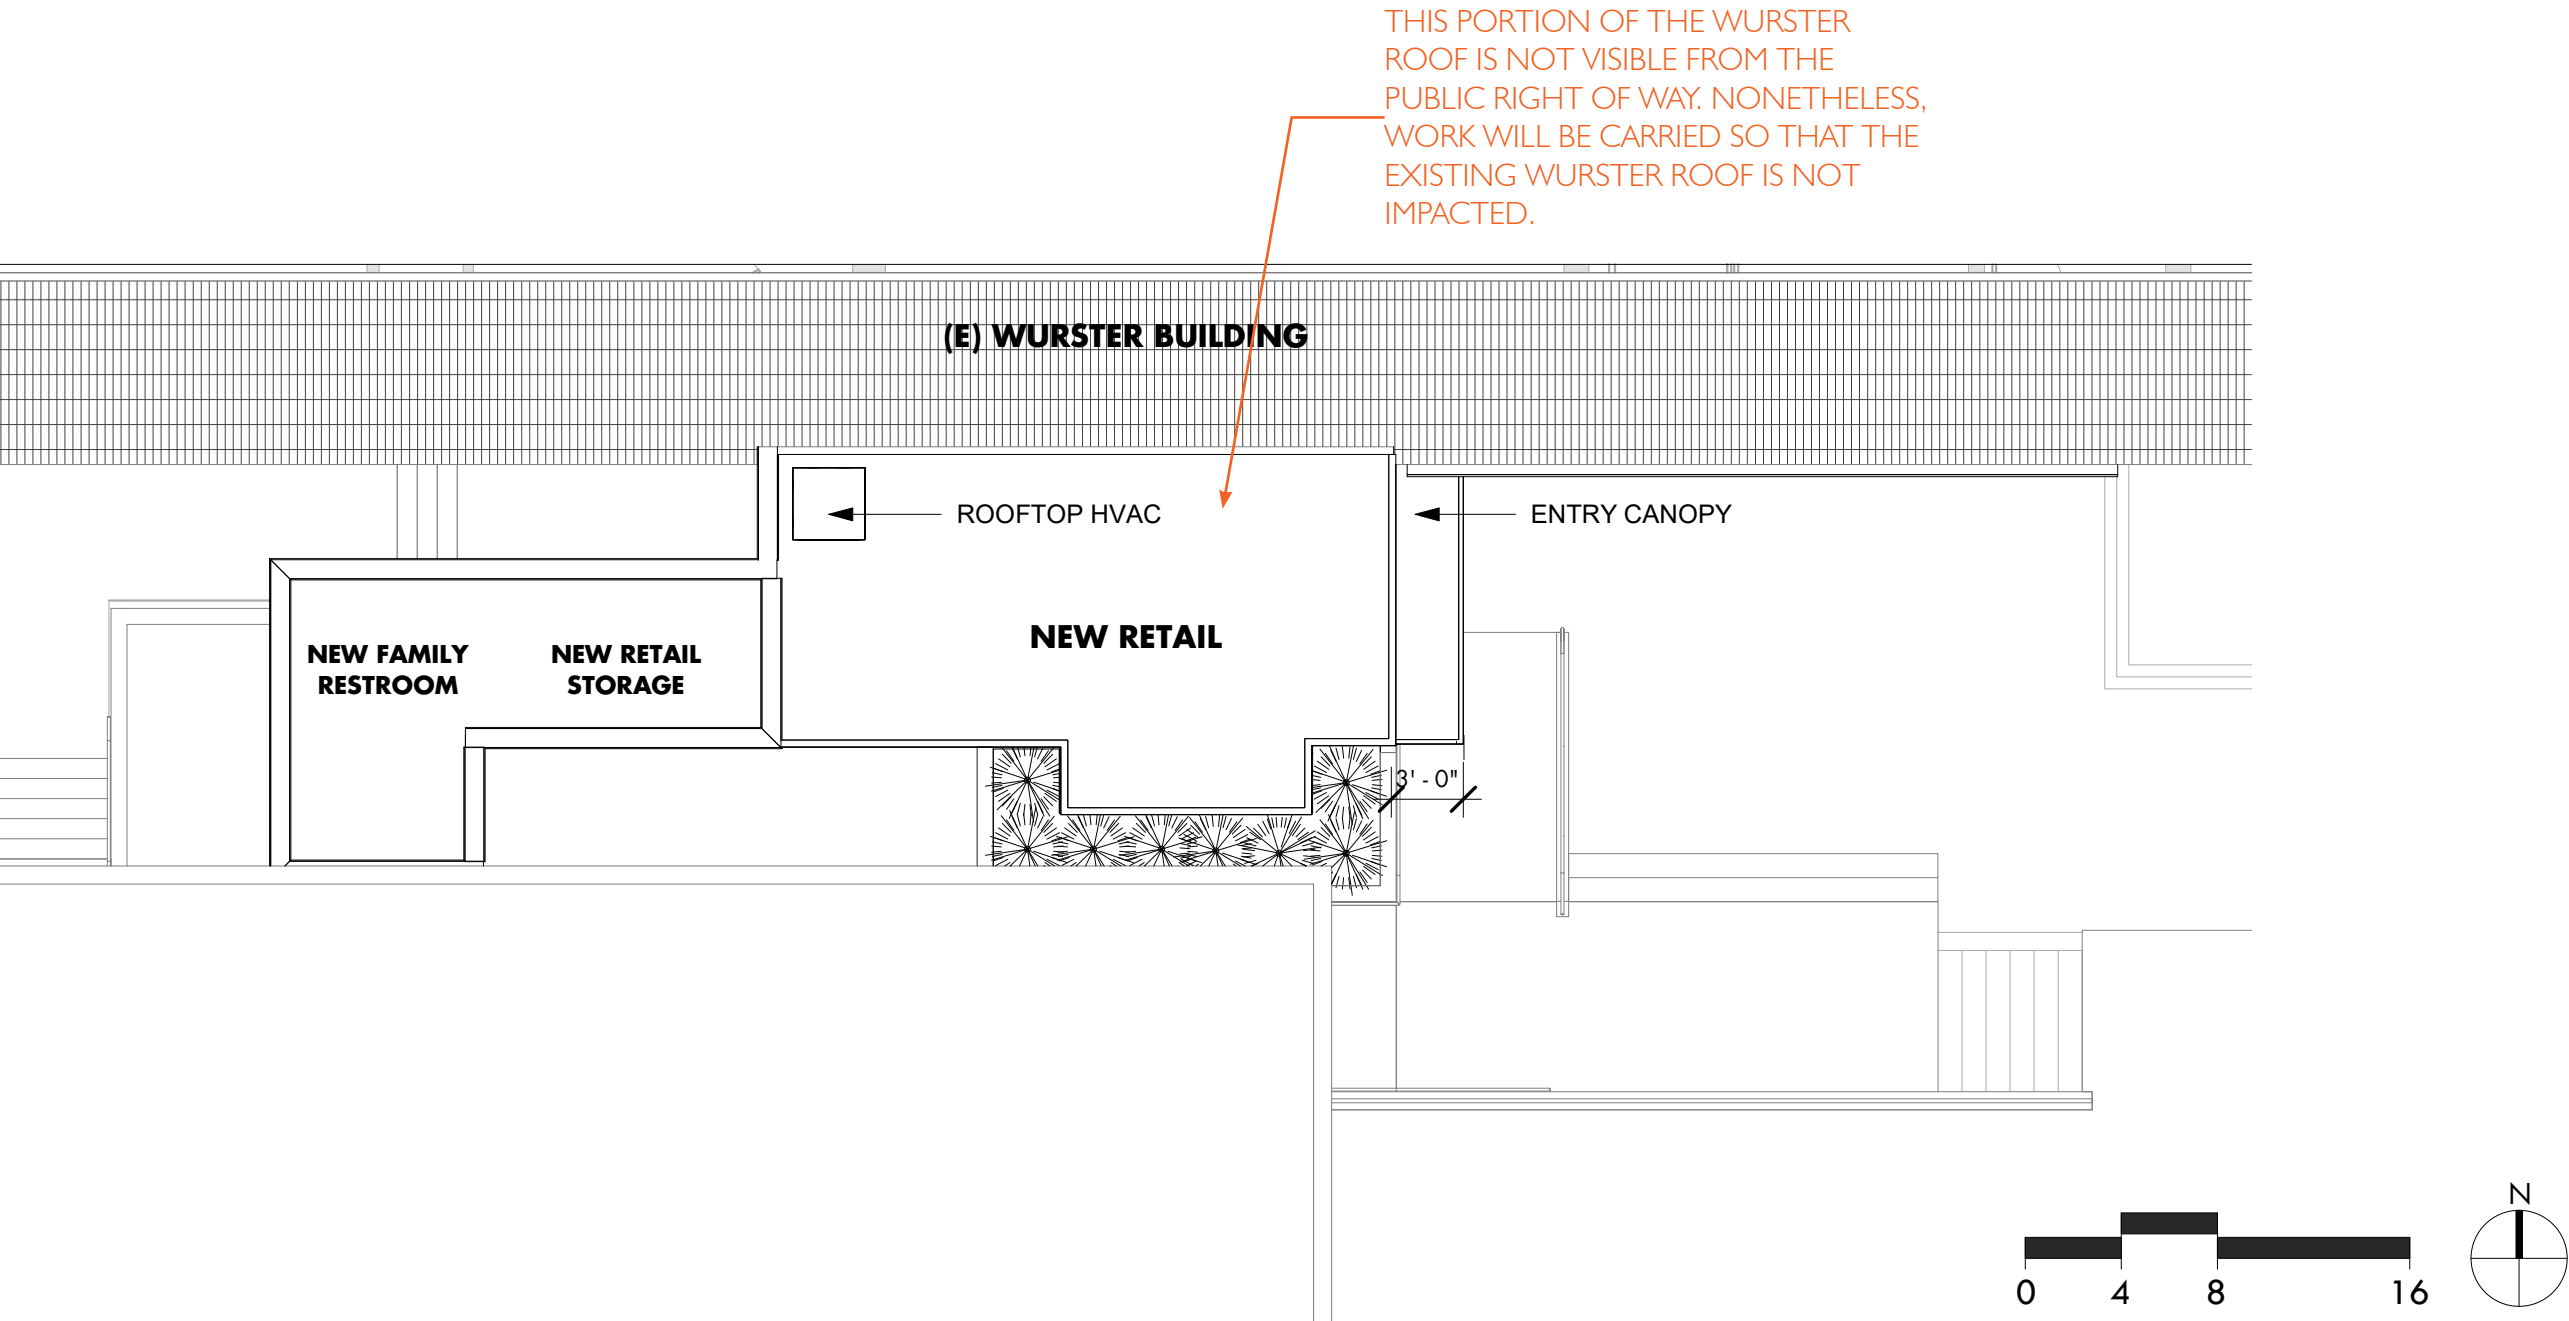 THIS PORTION OF THE WURSTER
ROOF IS NOT VISIBLE FROM THE
PUBLIC RIGHT OF WAY. NONETHELESS,
WORK WILL BE CARRIED SO THAT THE
EXISTING WURSTER ROOF IS NOT
IMPACTED.
(E) WURSTER BUILDING
ROOFTOP HVAC
ENTRY CANOPY
NEW RETAIL
NEW FAMILY
RESTROOM
NEW RETAIL
STORAGE
3' - 0"
N
0 4 8 16